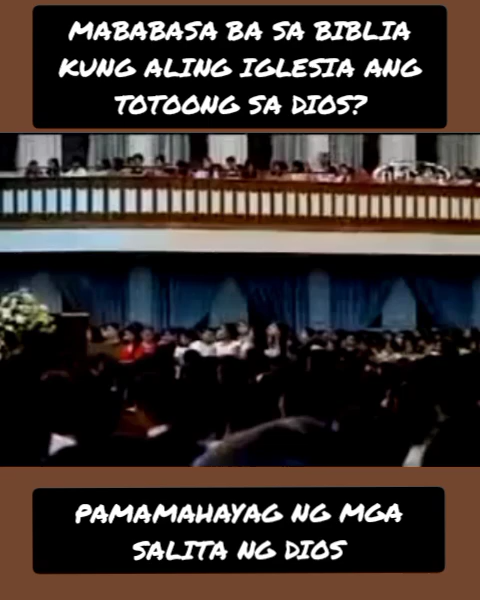 MABABASA BA SA BIBLIA
KUNG ALING IGLESIA ANG
TOTOONG SA DIOS?
PAMAMAHAYAG NG MGA
SALITA NG DIOS